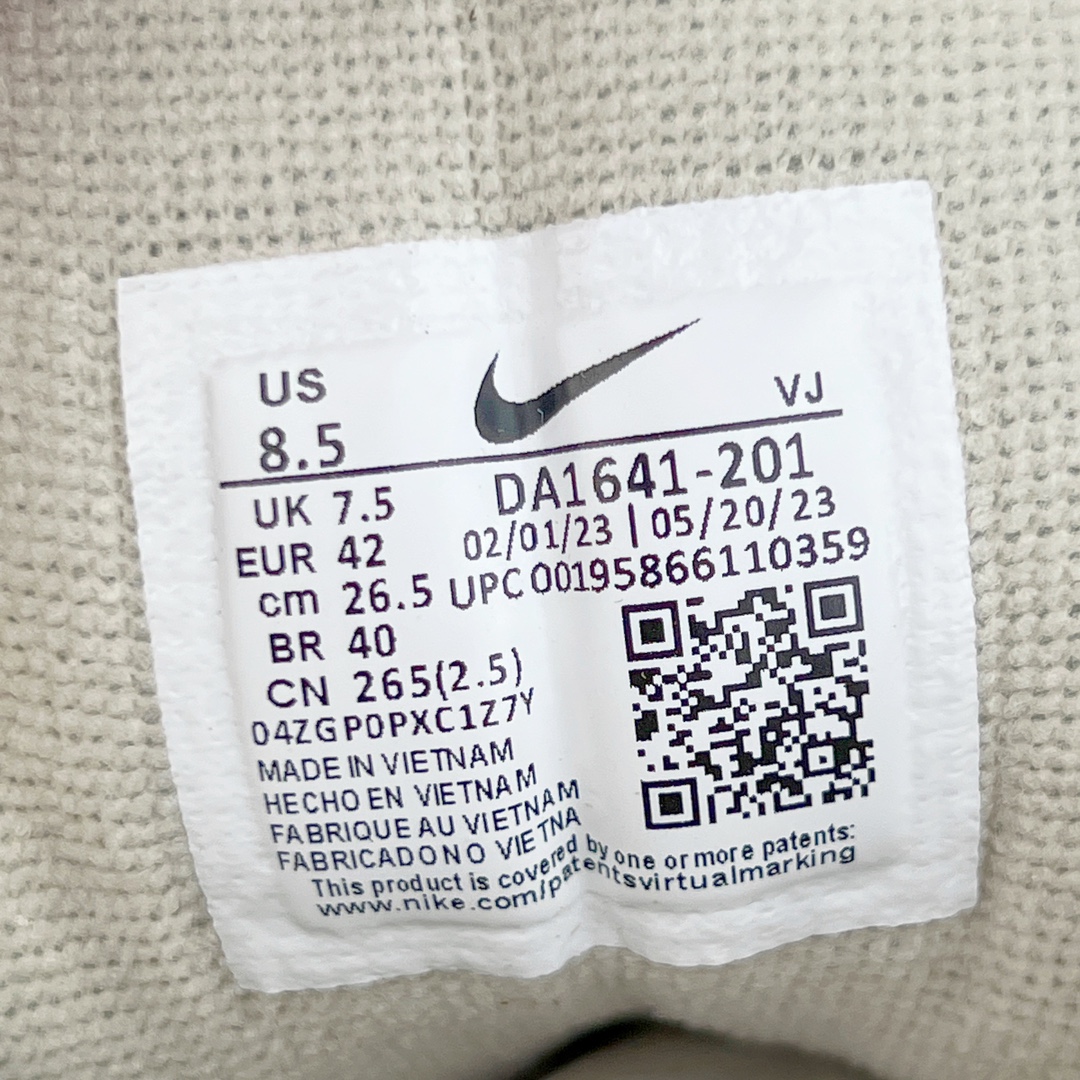 US
8.5
VJ
UK 7.5
EUR 42
cm 26.5
BR 40
CN 265(2.5)
04ZGP0PXC1Z7Y
DA1641-201
02/01/23 | 05/20/23
UPC 00195866110359
MADE IN VIETNAM
HECHO EN VIETNAM
FABRIQUE AU VIETNAM
FABRICADO NO VIETNA
This product is covered by one or more patents:
www.nike.com/patentsvirtualmarking